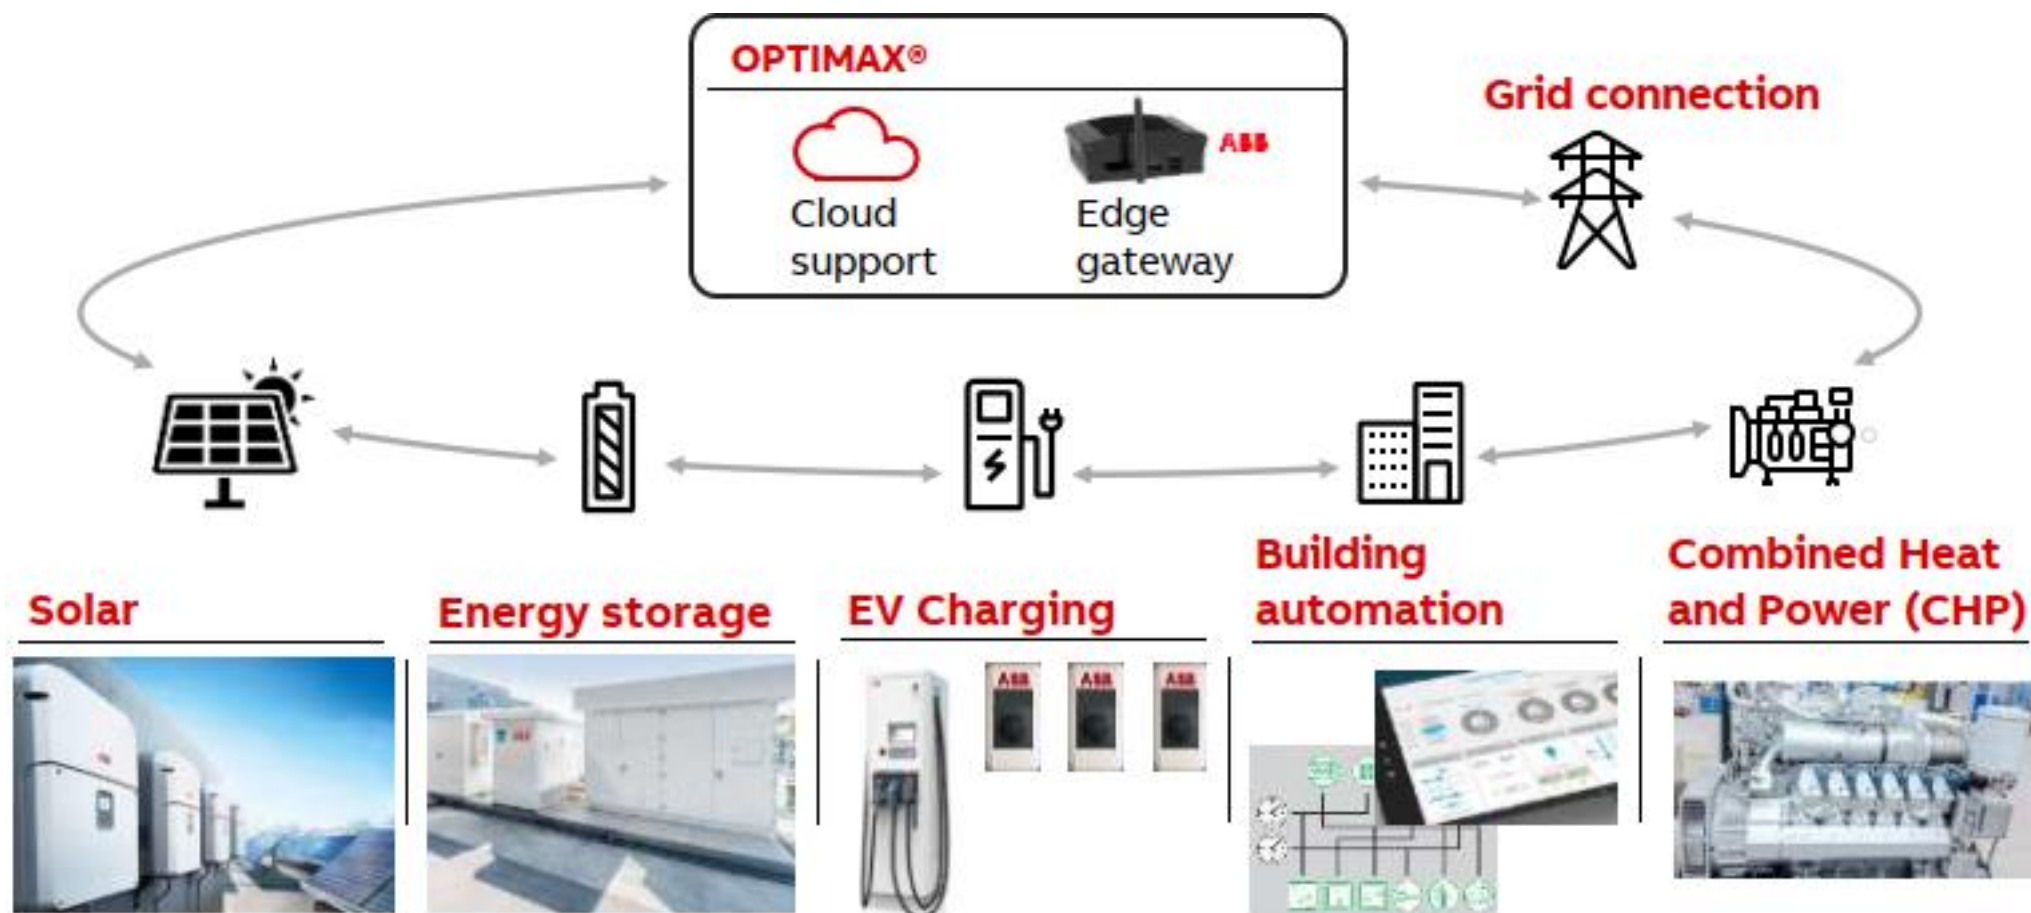 OPTIMAX®
ABB
Cloud
support
Edge
gateway
Grid connection
Solar
Energy storage
EV Charging
Building
automation
Combined Heat
and Power (CHP)
ABB
ABB
ABB
ABB